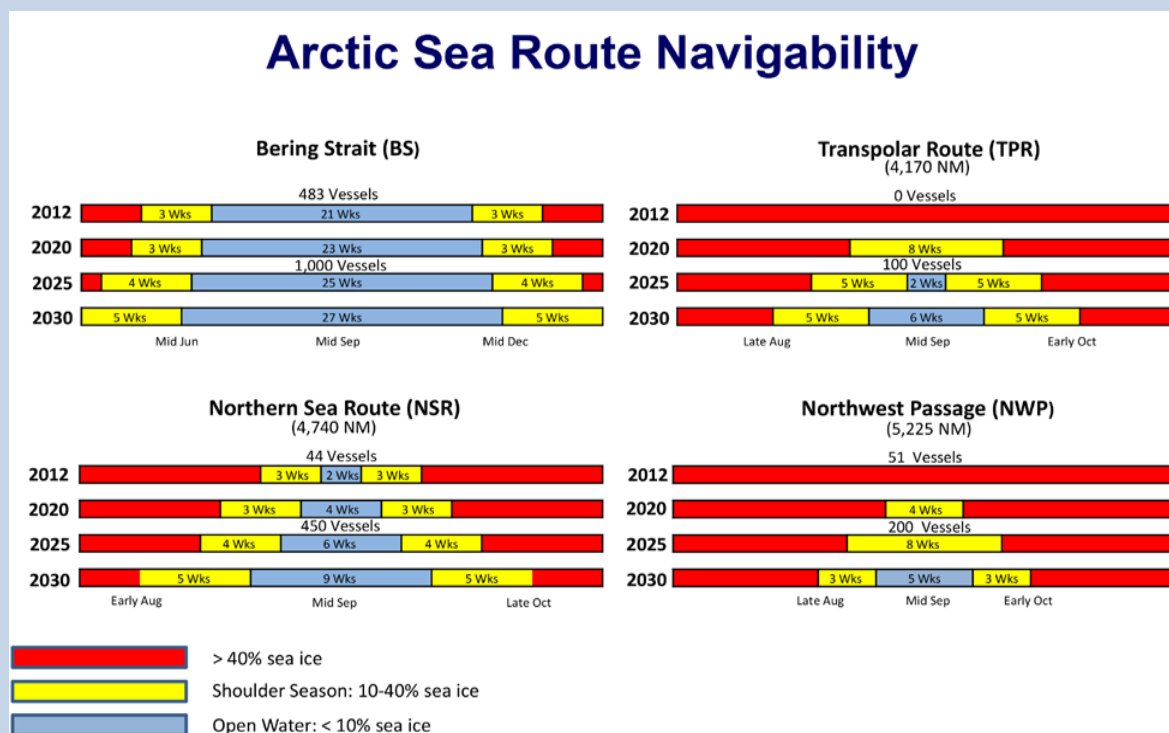 Arctic Sea Route Navigability
Bering Strait (BS)
483 Vessels
2012 3 Wks 21 Wks 3 Wks
2020 3 Wks 23 Wks 3 Wks
1,000 Vessels
2025 4 Wks 25 Wks 4 Wks
2030 5 Wks 27 Wks 5 Wks
Mid Jun Mid Sep Mid Dec
Transpolar Route (TPR)
(4,170 NM)
0 Vessels
2012
2020 8 Wks
100 Vessels
2025 5 Wks 2 Wks 5 Wks
2030 5 Wks 6 Wks 5 Wks
Late Aug Mid Sep Early Oct
Northern Sea Route (NSR)
(4,740 NM)
44 Vessels
2012 3 Wks 2 Wks 3 Wks
2020 3 Wks 4 Wks 3 Wks
450 Vessels
2025 4 Wks 6 Wks 4 Wks
2030 5 Wks 9 Wks 5 Wks
Early Aug Mid Sep Late Oct
Northwest Passage (NWP)
(5,225 NM)
51 Vessels
2012
2020 4 Wks
200 Vessels
2025 8 Wks
2030 3 Wks 5 Wks 3 Wks
Late Aug Mid Sep Early Oct
> 40% sea ice
Shoulder Season: 10-40% sea ice
Open Water: < 10% sea ice